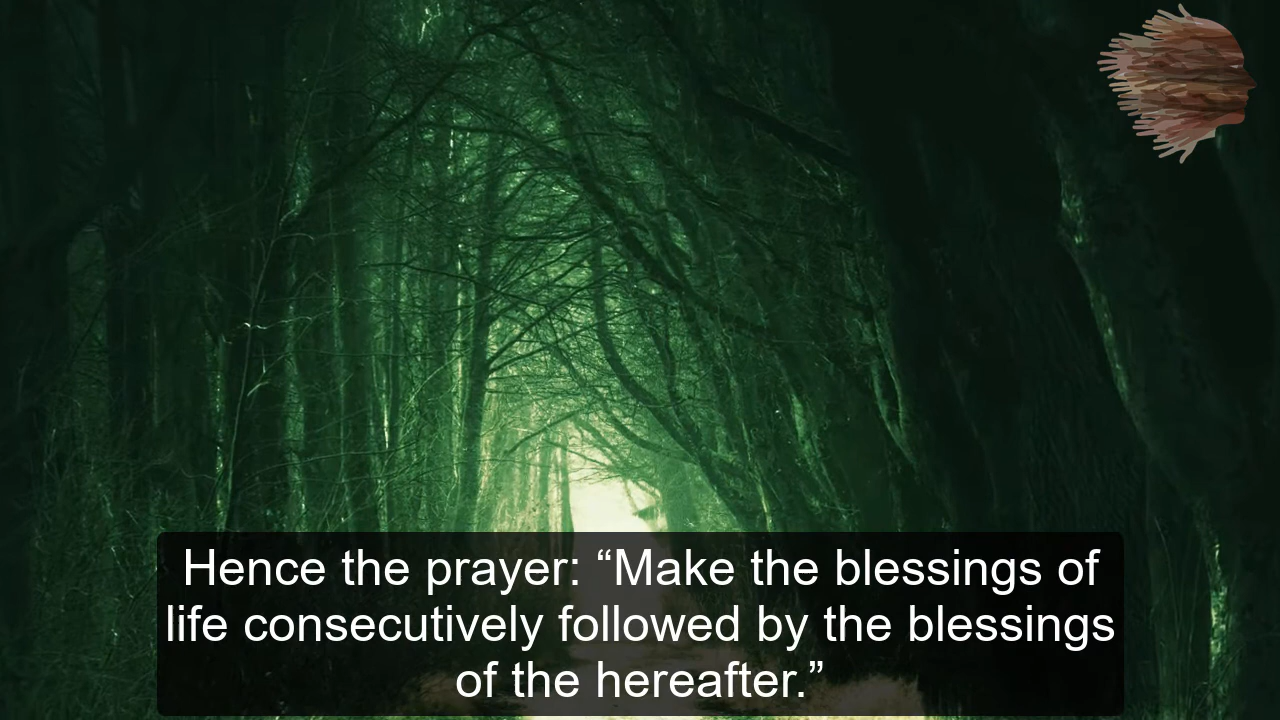 Hence the prayer: “Make the blessings of
life consecutively followed by the blessings
of the hereafter.”